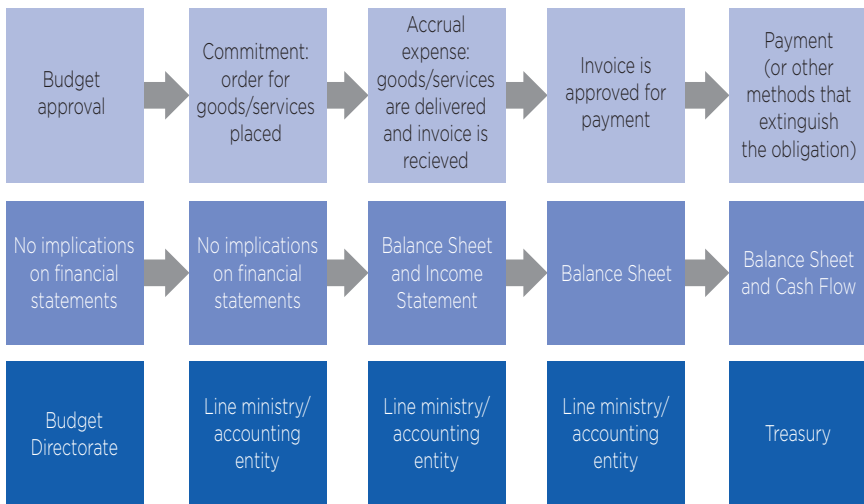 Budget
approval
Commitment:
order for
goods/services
placed
Accrual
expense:
goods/services
are delivered
and invoice is
recieved
Invoice is
approved for
payment
Payment
(or other
methods that
extinguish
the obligation)
No implications
on financial
statements
No implications
on financial
statements
Balance Sheet
and Income
Statement
Balance Sheet
Balance Sheet
and Cash Flow
Budget
Directorate
Line ministry/
accounting
entity
Line ministry/
accounting
entity
Line ministry/
accounting
entity
Treasury